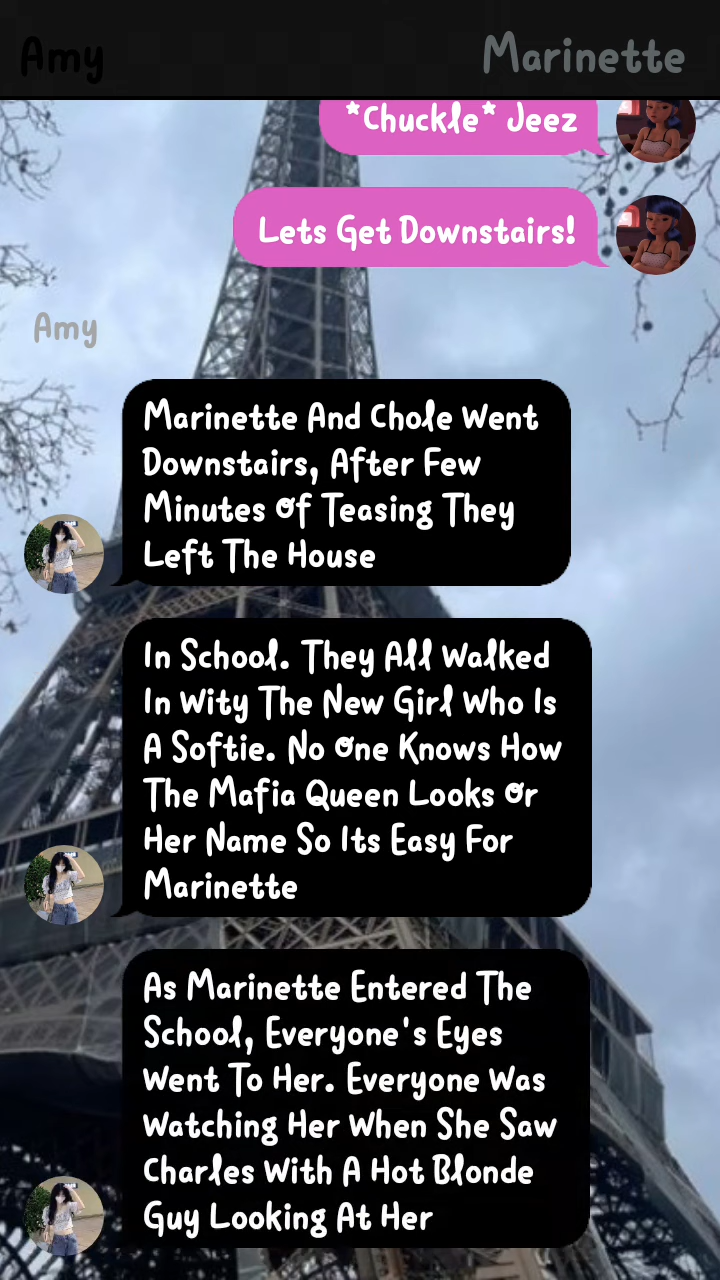 Amy
Marinette
*Chuckle* Jeez
Lets Get Downstairs!
Amy
Marinette And Chole Went
Downstairs, After Few
Minutes Of Teasing They
Left The House
In School. They All Walked
In Wity The New Girl Who Is
A Softie. No One Knows How
The Mafia Queen Looks Or
Her Name So Its Easy For
Marinette
As Marinette Entered The
School, Everyone's Eyes
Went To Her. Everyone Was
Watching Her When She Saw
Charles With A Hot Blonde
Guy Looking At Her